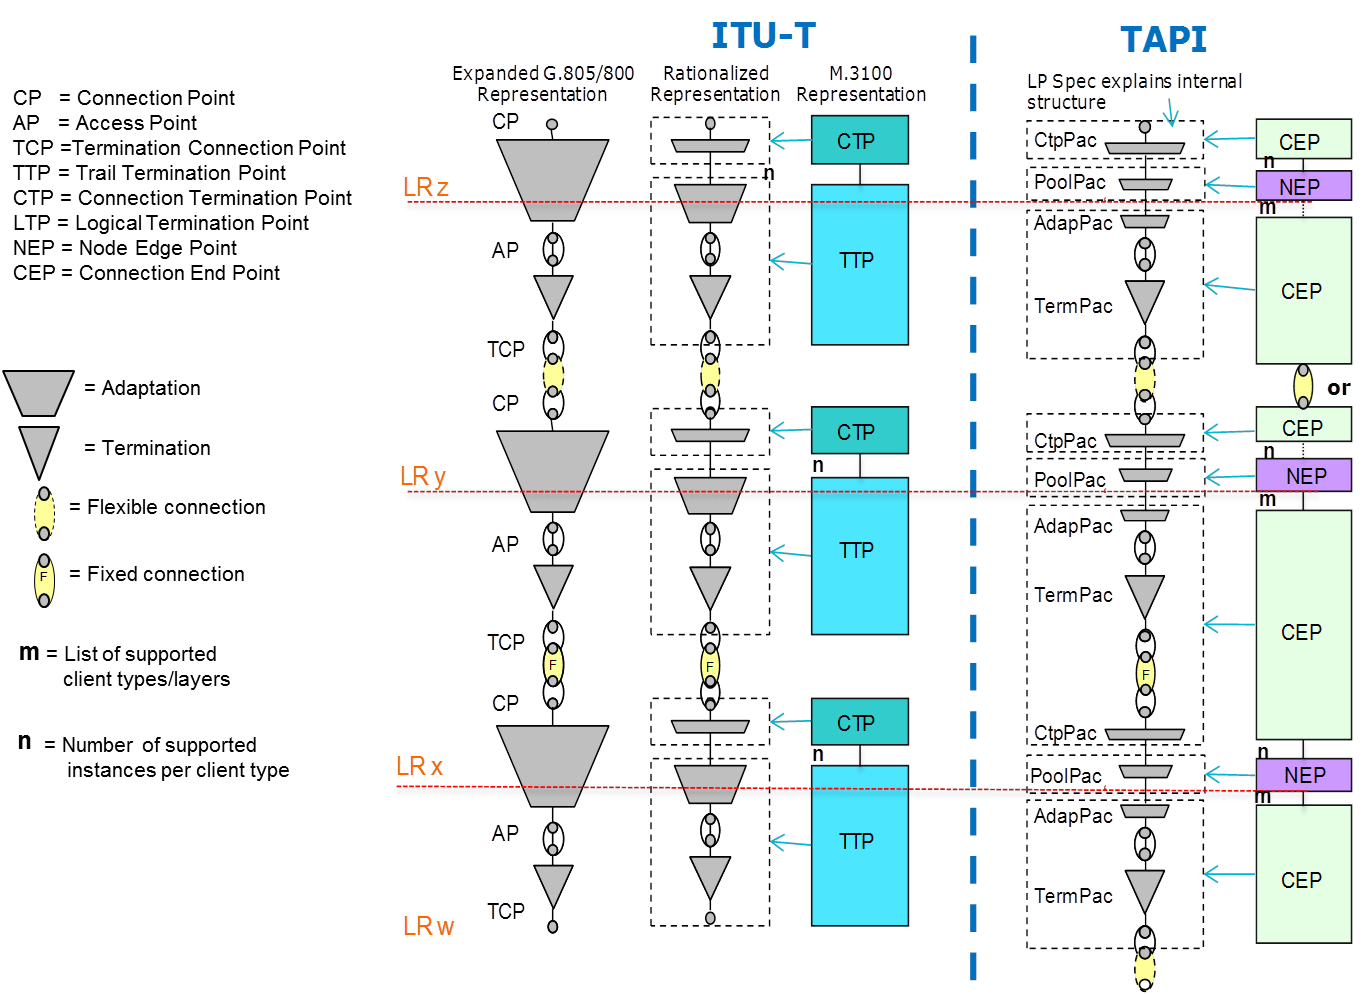 ITU-T
TAPI
Expanded G.805/800
Representation
Rationalized
Representation
M.3100
Representation
LP Spec explains internal
structure
CP = Connection Point
AP = Access Point
TCP =Termination Connection Point
TTP = Trail Termination Point
CTP = Connection Termination Point
LTP = Logical Termination Point
NEP = Node Edge Point
CEP = Connection End Point
= Adaptation
= Termination
= Flexible connection
F
= Fixed connection
m = List of supported
client types/layers
n = Number of supported
instances per client type
CP
CTP
CtpPac
CEP
n
n
LR z
PoolPac
NEP
m
AdapPac
AP
TTP
CEP
TermPac
TCP
or
CP
CTP
CtpPac
CEP
n
n
LR y
PoolPac
NEP
m
AdapPac
AP
TTP
TermPac
TCP
CEP
F
F
F
CP
CTP
CtpPac
n
n
LR x
PoolPac
NEP
m
AdapPac
AP
TTP
CEP
TermPac
TCP
LR w